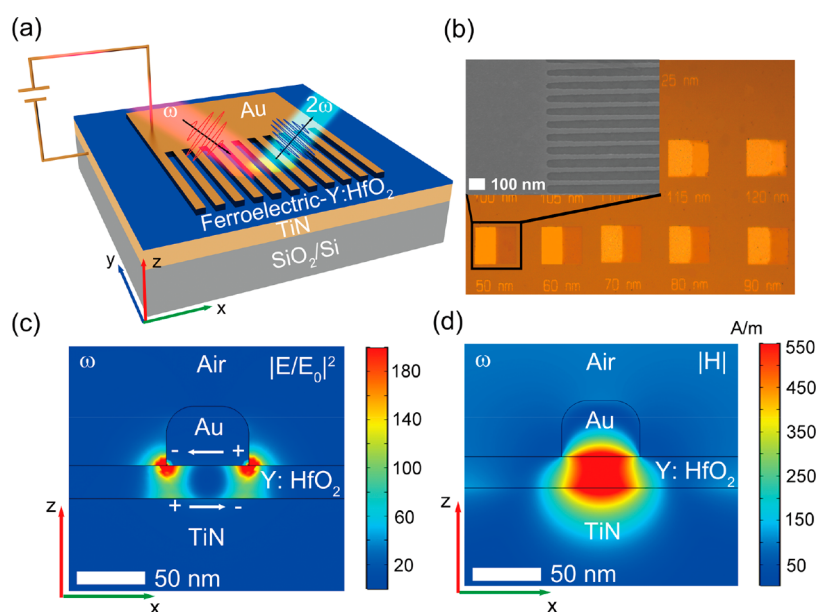 (a)
ω
2ω
Au
Ferroelectric-Y:HfO2
TiN
SiO2/Si
y
z
x
(b)
25 nm
100 nm
105 nm
115 nm
120 nm
50 nm
60 nm
70 nm
80 nm
90 nm
(c)
ω
Air
|E/E0|²
Au
- +
Y: HfO2
+ -
TiN
z
50 nm
x
180
140
100
60
20
(d)
A/m
ω
Air
|H|
Au
Y: HfO2
TiN
z
50 nm
x
550
450
350
250
150
50